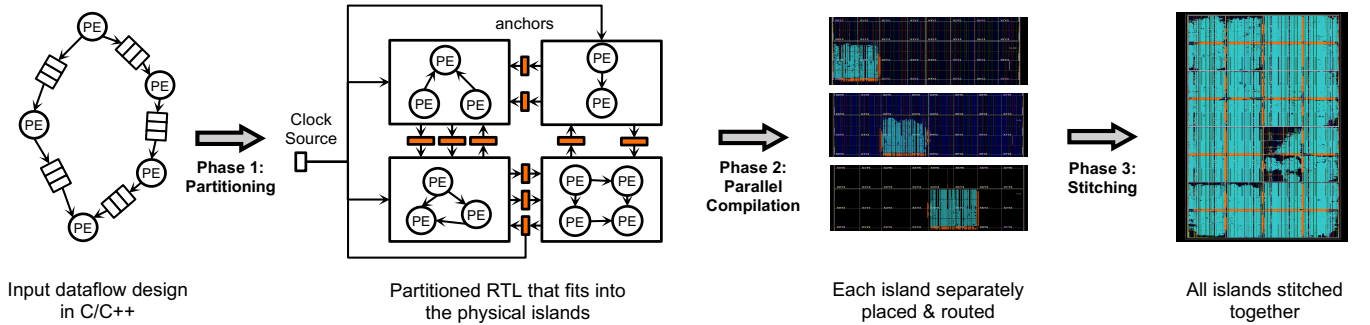 PE
PE
PE
PE
PE
Phase 1:
Partitioning
Input dataflow design
in C/C++
Clock
Source
anchors
PE
PE
PE
PE
PE
PE
PE
PE
PE
PE
PE
PE
Partitioned RTL that fits into
the physical islands
Phase 2:
Parallel
Compilation
Each island separately
placed & routed
Phase 3:
Stitching
All islands stitched
together